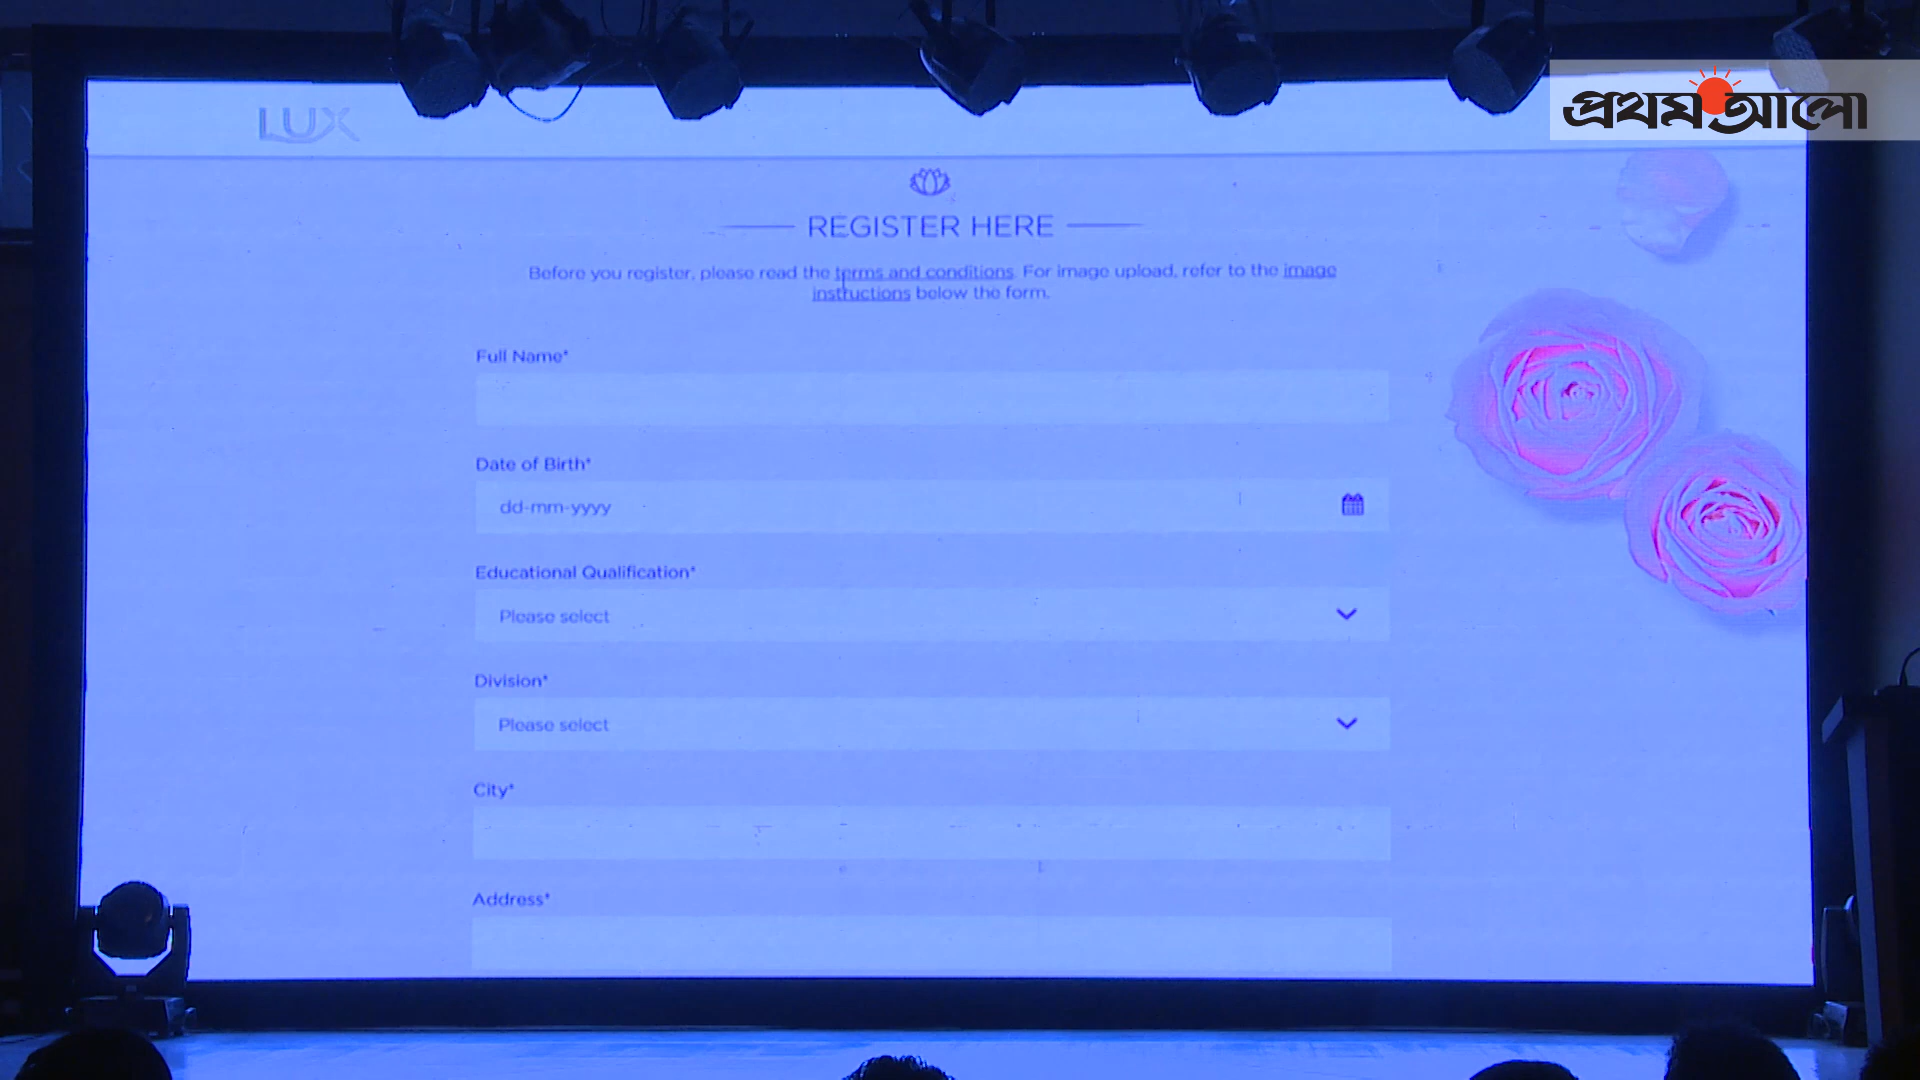 প্রথম আলো
LUX
REGISTER HERE
Before you register, please read the terms and conditions. For image upload, refer to the image
instructions below the form.
Full Name*
Date of Birth*
dd-mm-yyyy
Educational Qualification*
Please select
Division*
Please select
City*
Address*